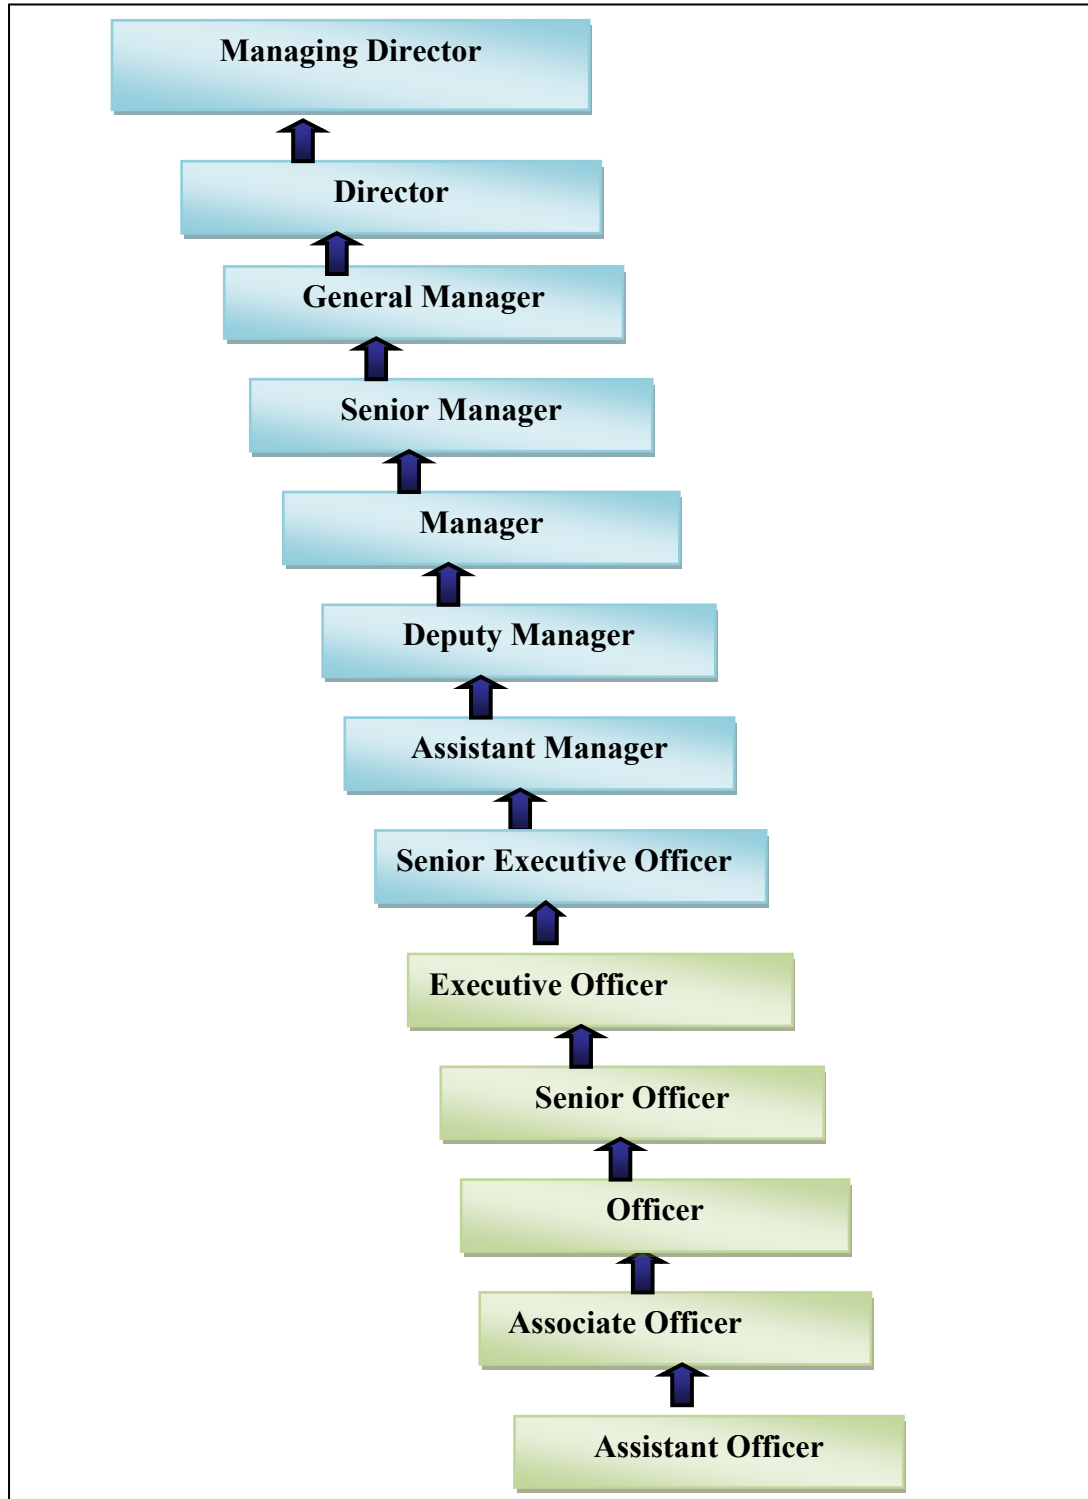 Managing Director
Director
General Manager
Senior Manager
Manager
Deputy Manager
Assistant Manager
Senior Executive Officer
Executive Officer
Senior Officer
Officer
Associate Officer
Assistant Officer